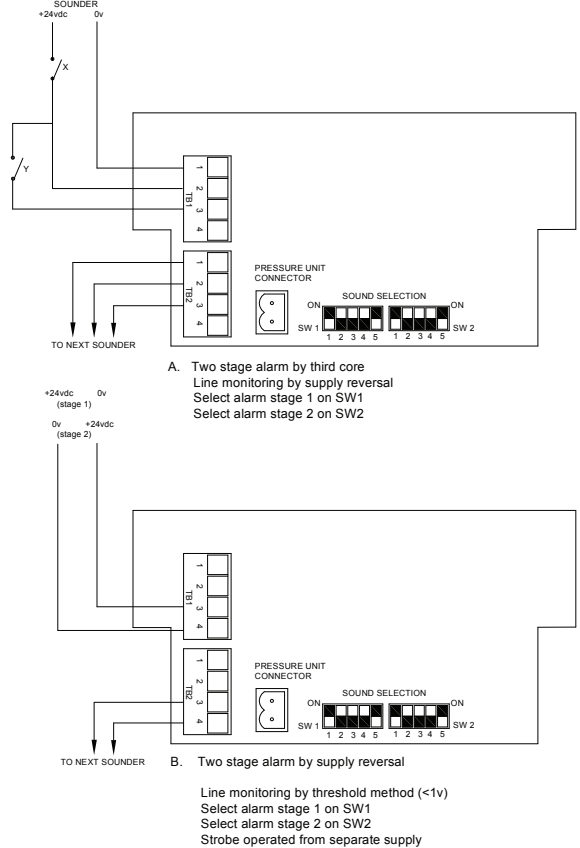 SOUNDER
+24vdc 0v
X
Y
1
2
3
4
TB1
1
2
3
4
TB2
PRESSURE UNIT
CONNECTOR
SOUND SELECTION
ON ON
SW 1 SW 2
1 2 3 4 5 1 2 3 4 5
TO NEXT SOUNDER
A. Two stage alarm by third core
Line monitoring by supply reversal
Select alarm stage 1 on SW1
Select alarm stage 2 on SW2
+24vdc 0v
(stage 1)
0v +24vdc
(stage 2)
1
2
3
4
TB1
1
2
3
4
TB2
PRESSURE UNIT
CONNECTOR
SOUND SELECTION
ON ON
SW 1 SW 2
1 2 3 4 5 1 2 3 4 5
TO NEXT SOUNDER
B. Two stage alarm by supply reversal
Line monitoring by threshold method (<1v)
Select alarm stage 1 on SW1
Select alarm stage 2 on SW2
Strobe operated from separate supply